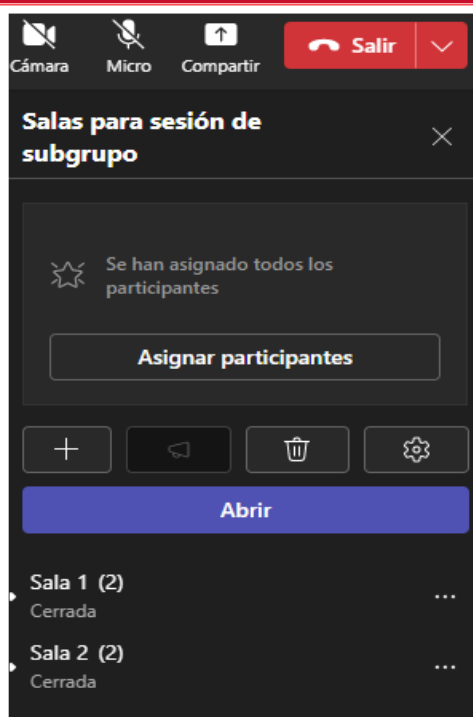 Cámara Micro Compartir Salir
Salas para sesión de
subgrupo
Se han asignado todos los
participantes
Asignar participantes
Abrir
Sala 1 (2)
Cerrada
Sala 2 (2)
Cerrada